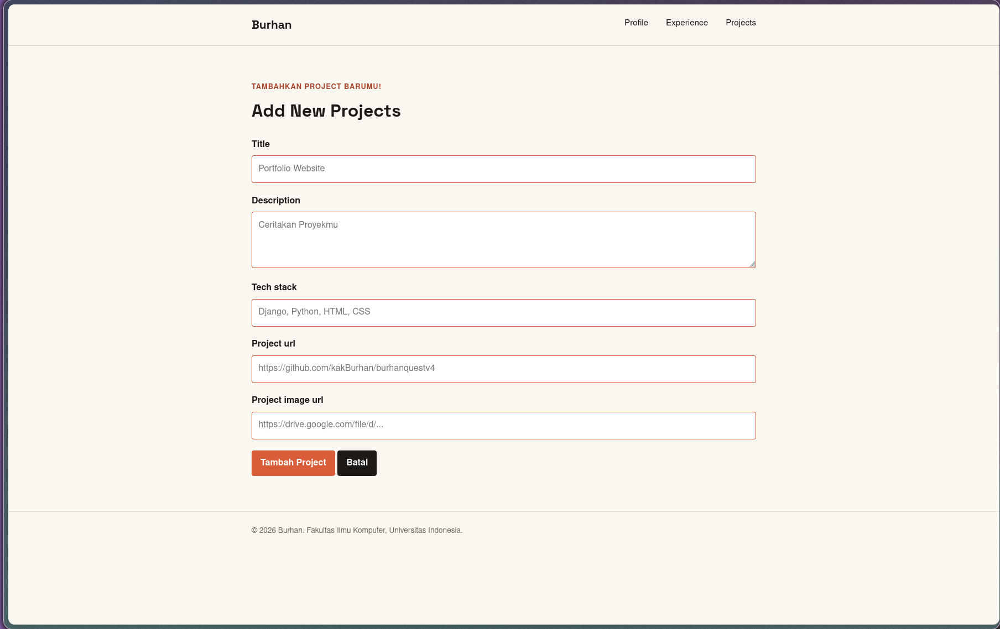 Burhan
Profile Experience Projects
TAMBAHKAN PROJECT BARUMU!
Add New Projects
Title
Portfolio Website
Description
Ceritakan Proyekmu
Tech stack
Django, Python, HTML, CSS
Project url
https://github.com/kakBurhan/burhanquestv4
Project image url
https://drive.google.com/file/d/...
Tambah Project Batal
© 2026 Burhan. Fakultas Ilmu Komputer, Universitas Indonesia.